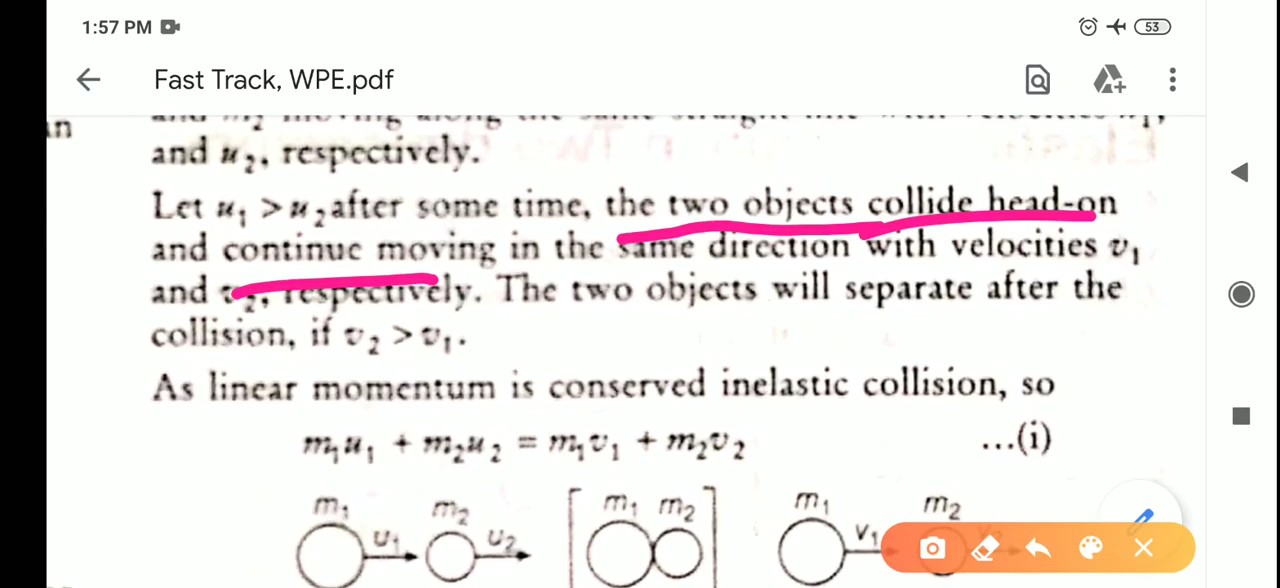 1:57 PM
53
Fast Track, WPE.pdf
an
and u₂, respectively.
Let u₁ > u₂ after some time, the two objects collide head-on
and continue moving in the same direction with velocities v₁
and v₂, respectively. The two objects will separate after the
collision, if v₂ > v₁.
As linear momentum is conserved inelastic collision, so
m₁u₁ + m₂u₂ = m₁v₁ + m₂v₂ ...(i)
m₁ m₂ m₁ m₂ m₁ m₂
u₁ u₂ v₁